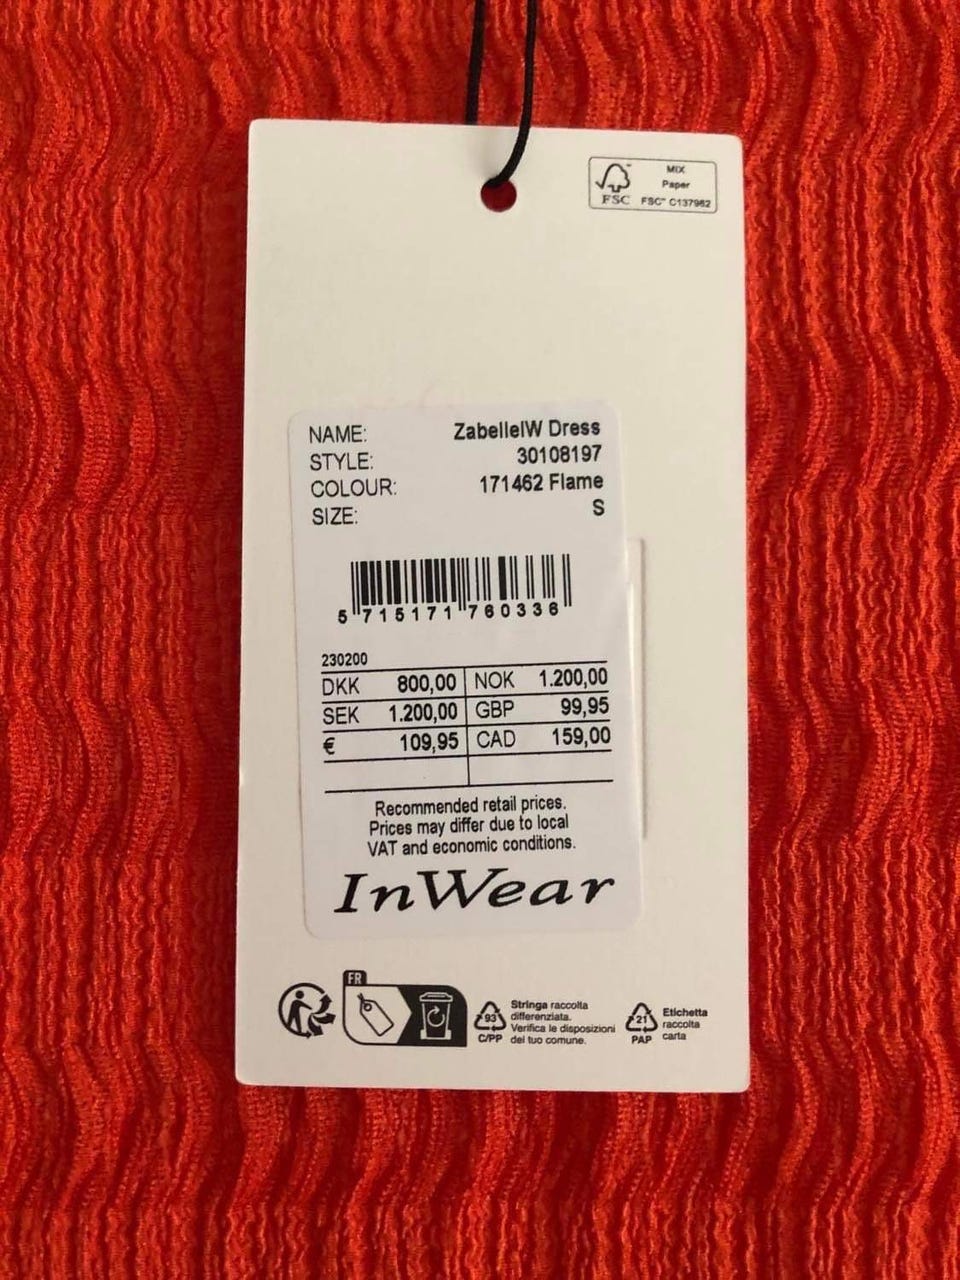 MIX
Paper
FSC FSC™ C137982
NAME: ZabelleIW Dress
STYLE: 30108197
COLOUR: 171462 Flame
SIZE: S
5 715171 760336
230200
DKK 800,00 NOK 1.200,00
SEK 1.200,00 GBP 99,95
€ 109,95 CAD 159,00
Recommended retail prices.
Prices may differ due to local
VAT and economic conditions.
InWear
FR
93
C/PP
Stringa raccolta
differenziata.
Verifica le disposizioni
del tuo comune.
21
PAP
Etichetta
raccolta
carta